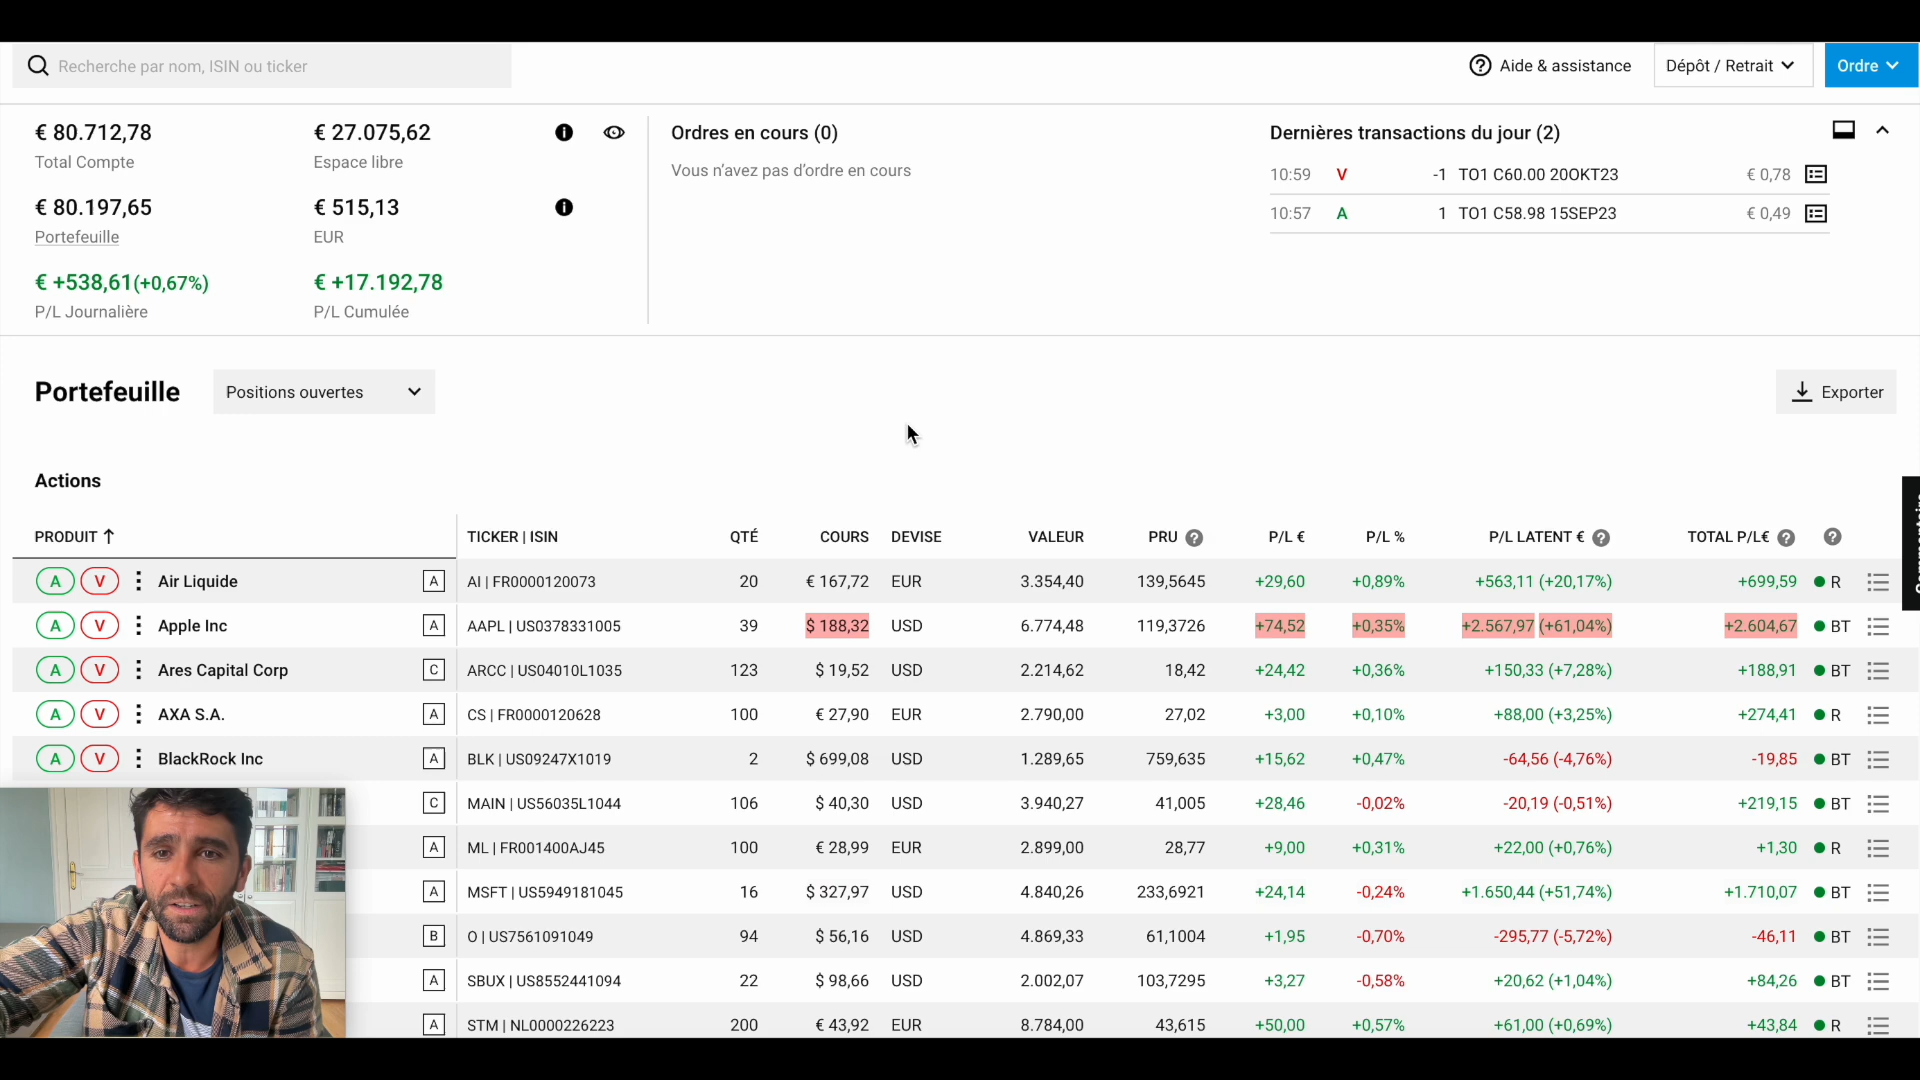 Recherche par nom, ISIN ou ticker
Aide & assistance
Dépôt / Retrait
Ordre
€ 80.712,78
Total Compte
€ 27.075,62
Espace libre
€ 80.197,65
Portefeuille
€ 515,13
EUR
€ +538,61(+0,67%)
P/L Journalière
€ +17.192,78
P/L Cumulée
Ordres en cours (0)
Vous n’avez pas d’ordre en cours
Dernières transactions du jour (2)
10:59 V -1 TO1 C60.00 20OKT23 € 0,78
10:57 A 1 TO1 C58.98 15SEP23 € 0,49
Portefeuille
Positions ouvertes
Exporter
Actions
PRODUIT TICKER | ISIN QTÉ COURS DEVISE VALEUR PRU P/L € P/L % P/L LATENT € TOTAL P/L€
A V Air Liquide A AI | FR0000120073 20 € 167,72 EUR 3.354,40 139,5645 +29,60 +0,89% +563,11 (+20,17%) +699,59 R
A V Apple Inc A AAPL | US0378331005 39 $ 188,32 USD 6.774,48 119,3726 +74,52 +0,35% +2.567,97 (+61,04%) +2.604,67 BT
A V Ares Capital Corp C ARCC | US04010L1035 123 $ 19,52 USD 2.214,62 18,42 +24,42 +0,36% +150,33 (+7,28%) +188,91 BT
A V AXA S.A. A CS | FR0000120628 100 € 27,90 EUR 2.790,00 27,02 +3,00 +0,10% +88,00 (+3,25%) +274,41 R
A V BlackRock Inc A BLK | US09247X1019 2 $ 699,08 USD 1.289,65 759,635 +15,62 +0,47% -64,56 (-4,76%) -19,85 BT
C MAIN | US56035L1044 106 $ 40,30 USD 3.940,27 41,005 +28,46 -0,02% -20,19 (-0,51%) +219,15 BT
A ML | FR001400AJ45 100 € 28,99 EUR 2.899,00 28,77 +9,00 +0,31% +22,00 (+0,76%) +1,30 R
A MSFT | US5949181045 16 $ 327,97 USD 4.840,26 233,6921 +24,14 -0,24% +1.650,44 (+51,74%) +1.710,07 BT
B O | US7561091049 94 $ 56,16 USD 4.869,33 61,1004 +1,95 -0,70% -295,77 (-5,72%) -46,11 BT
A SBUX | US8552441094 22 $ 98,66 USD 2.002,07 103,7295 +3,27 -0,58% +20,62 (+1,04%) +84,26 BT
A STM | NL0000226223 200 € 43,92 EUR 8.784,00 43,615 +50,00 +0,57% +61,00 (+0,69%) +43,84 R